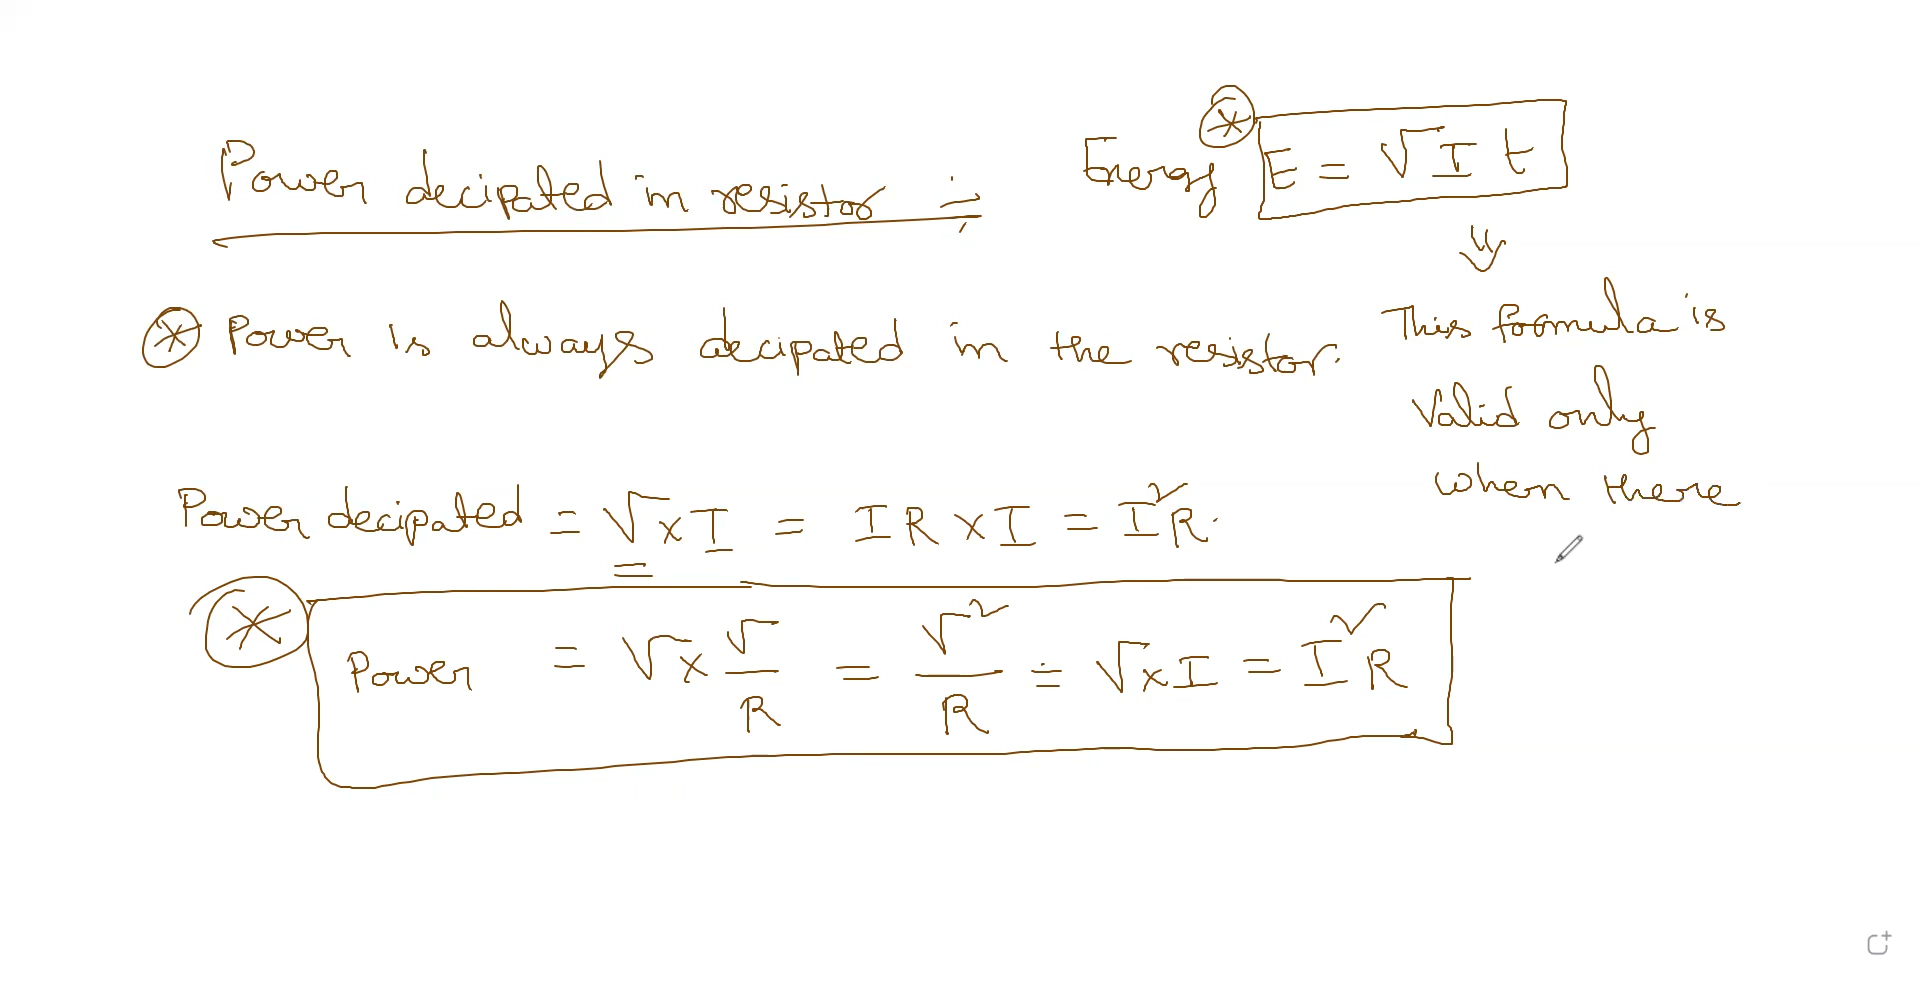 Power decipated in resistor :-
Energy E = VIt
⊛ Power is always decipated in the resistor.
This formula is
Valid only
when there
Power decipated = V x I = IR x I = I²R.
⊛ Power = V x V/R = V²/R = V x I = I²R